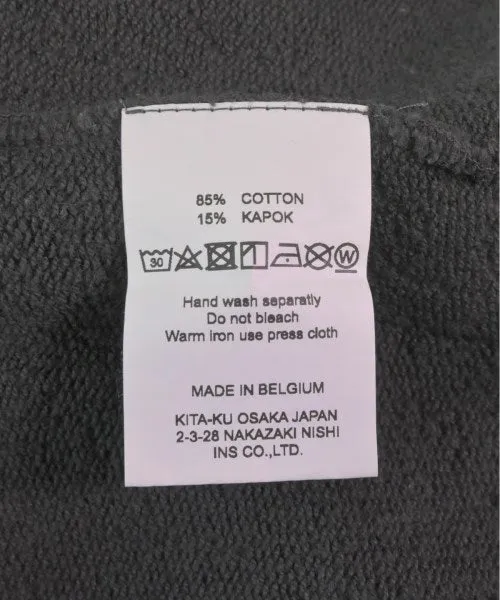 85% COTTON
15% KAPOK
30 W
Hand wash separatly
Do not bleach
Warm iron use press cloth
MADE IN BELGIUM
KITA-KU OSAKA JAPAN
2-3-28 NAKAZAKI NISHI
INS CO.,LTD.